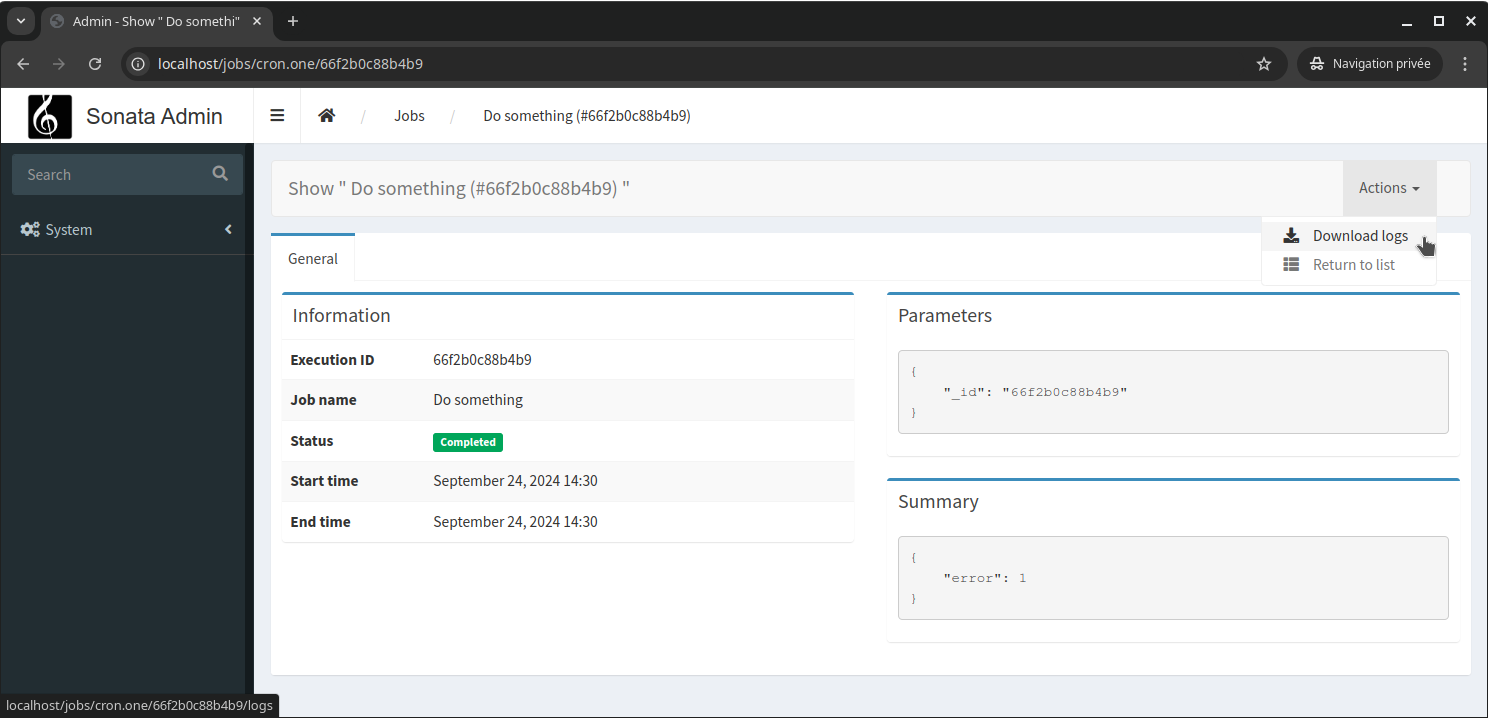 Admin - Show " Do somethi"
localhost/jobs/cron.one/66f2b0c88b4b9
Navigation privée
Sonata Admin
/ Jobs / Do something (#66f2b0c88b4b9)
Search
System
Show " Do something (#66f2b0c88b4b9) "
Actions
Download logs
Return to list
General
Information
Execution ID 66f2b0c88b4b9
Job name Do something
Status Completed
Start time September 24, 2024 14:30
End time September 24, 2024 14:30
Parameters
{
"_id": "66f2b0c88b4b9"
}
Summary
{
"error": 1
}
localhost/jobs/cron.one/66f2b0c88b4b9/logs